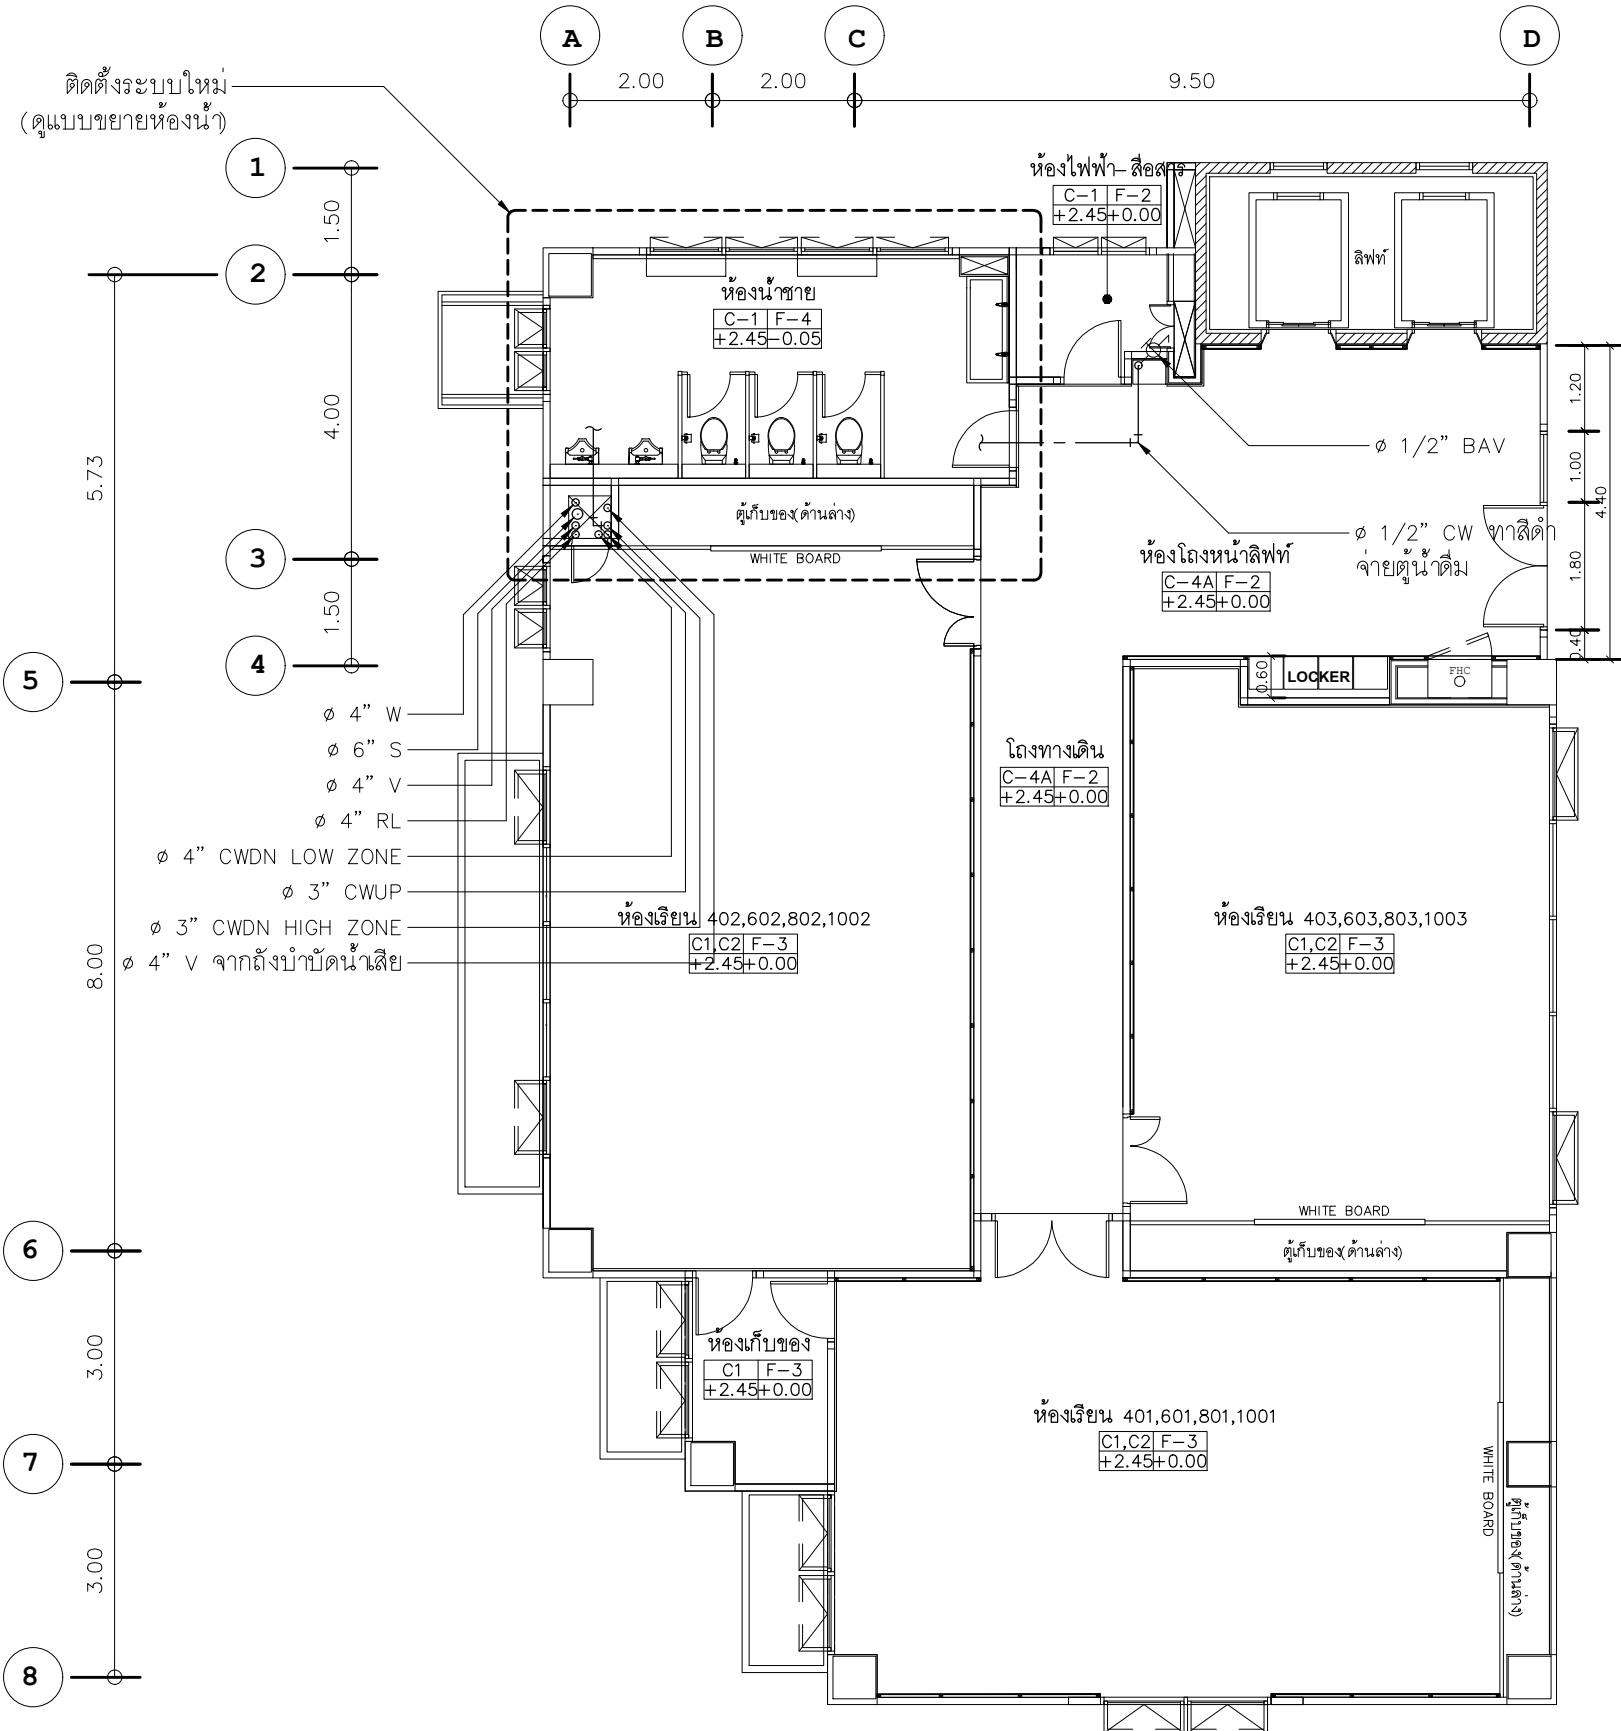 A B C D
2.00 2.00 9.50
ติดตั้งระบบใหม่
(ดูแบบขยายห้องน้ำ)
1
1.50
2
4.00
3
1.50
4
5.73
5
8.00
6
3.00
7
3.00
8
ห้องไฟฟ้า-สื่อสาร
C-1 F-2
+2.45+0.00
ลิฟท์
ห้องน้ำชาย
C-1 F-4
+2.45-0.05
1.20
1.00
4.40
1.80
0.40
ø 1/2” BAV
ø 1/2” CW ทาสีดำ
จ่ายตู้น้ำดื่ม
ตู้เก็บของ(ด้านล่าง)
WHITE BOARD
ห้องโถงหน้าลิฟท์
C-4A F-2
+2.45+0.00
0.60
LOCKER
FHC
ø 4” W
ø 6” S
ø 4” V
ø 4” RL
ø 4” CWDN LOW ZONE
ø 3” CWUP
ø 3” CWDN HIGH ZONE
ø 4” V จากถังบำบัดน้ำเสีย
โถงทางเดิน
C-4A F-2
+2.45+0.00
ห้องเรียน 402,602,802,1002
C1,C2 F-3
+2.45+0.00
ห้องเรียน 403,603,803,1003
C1,C2 F-3
+2.45+0.00
WHITE BOARD
ตู้เก็บของ(ด้านล่าง)
ห้องเก็บของ
C1 F-3
+2.45+0.00
ห้องเรียน 401,601,801,1001
C1,C2 F-3
+2.45+0.00
WHITE BOARD
ตู้เก็บของ(ด้านล่าง)